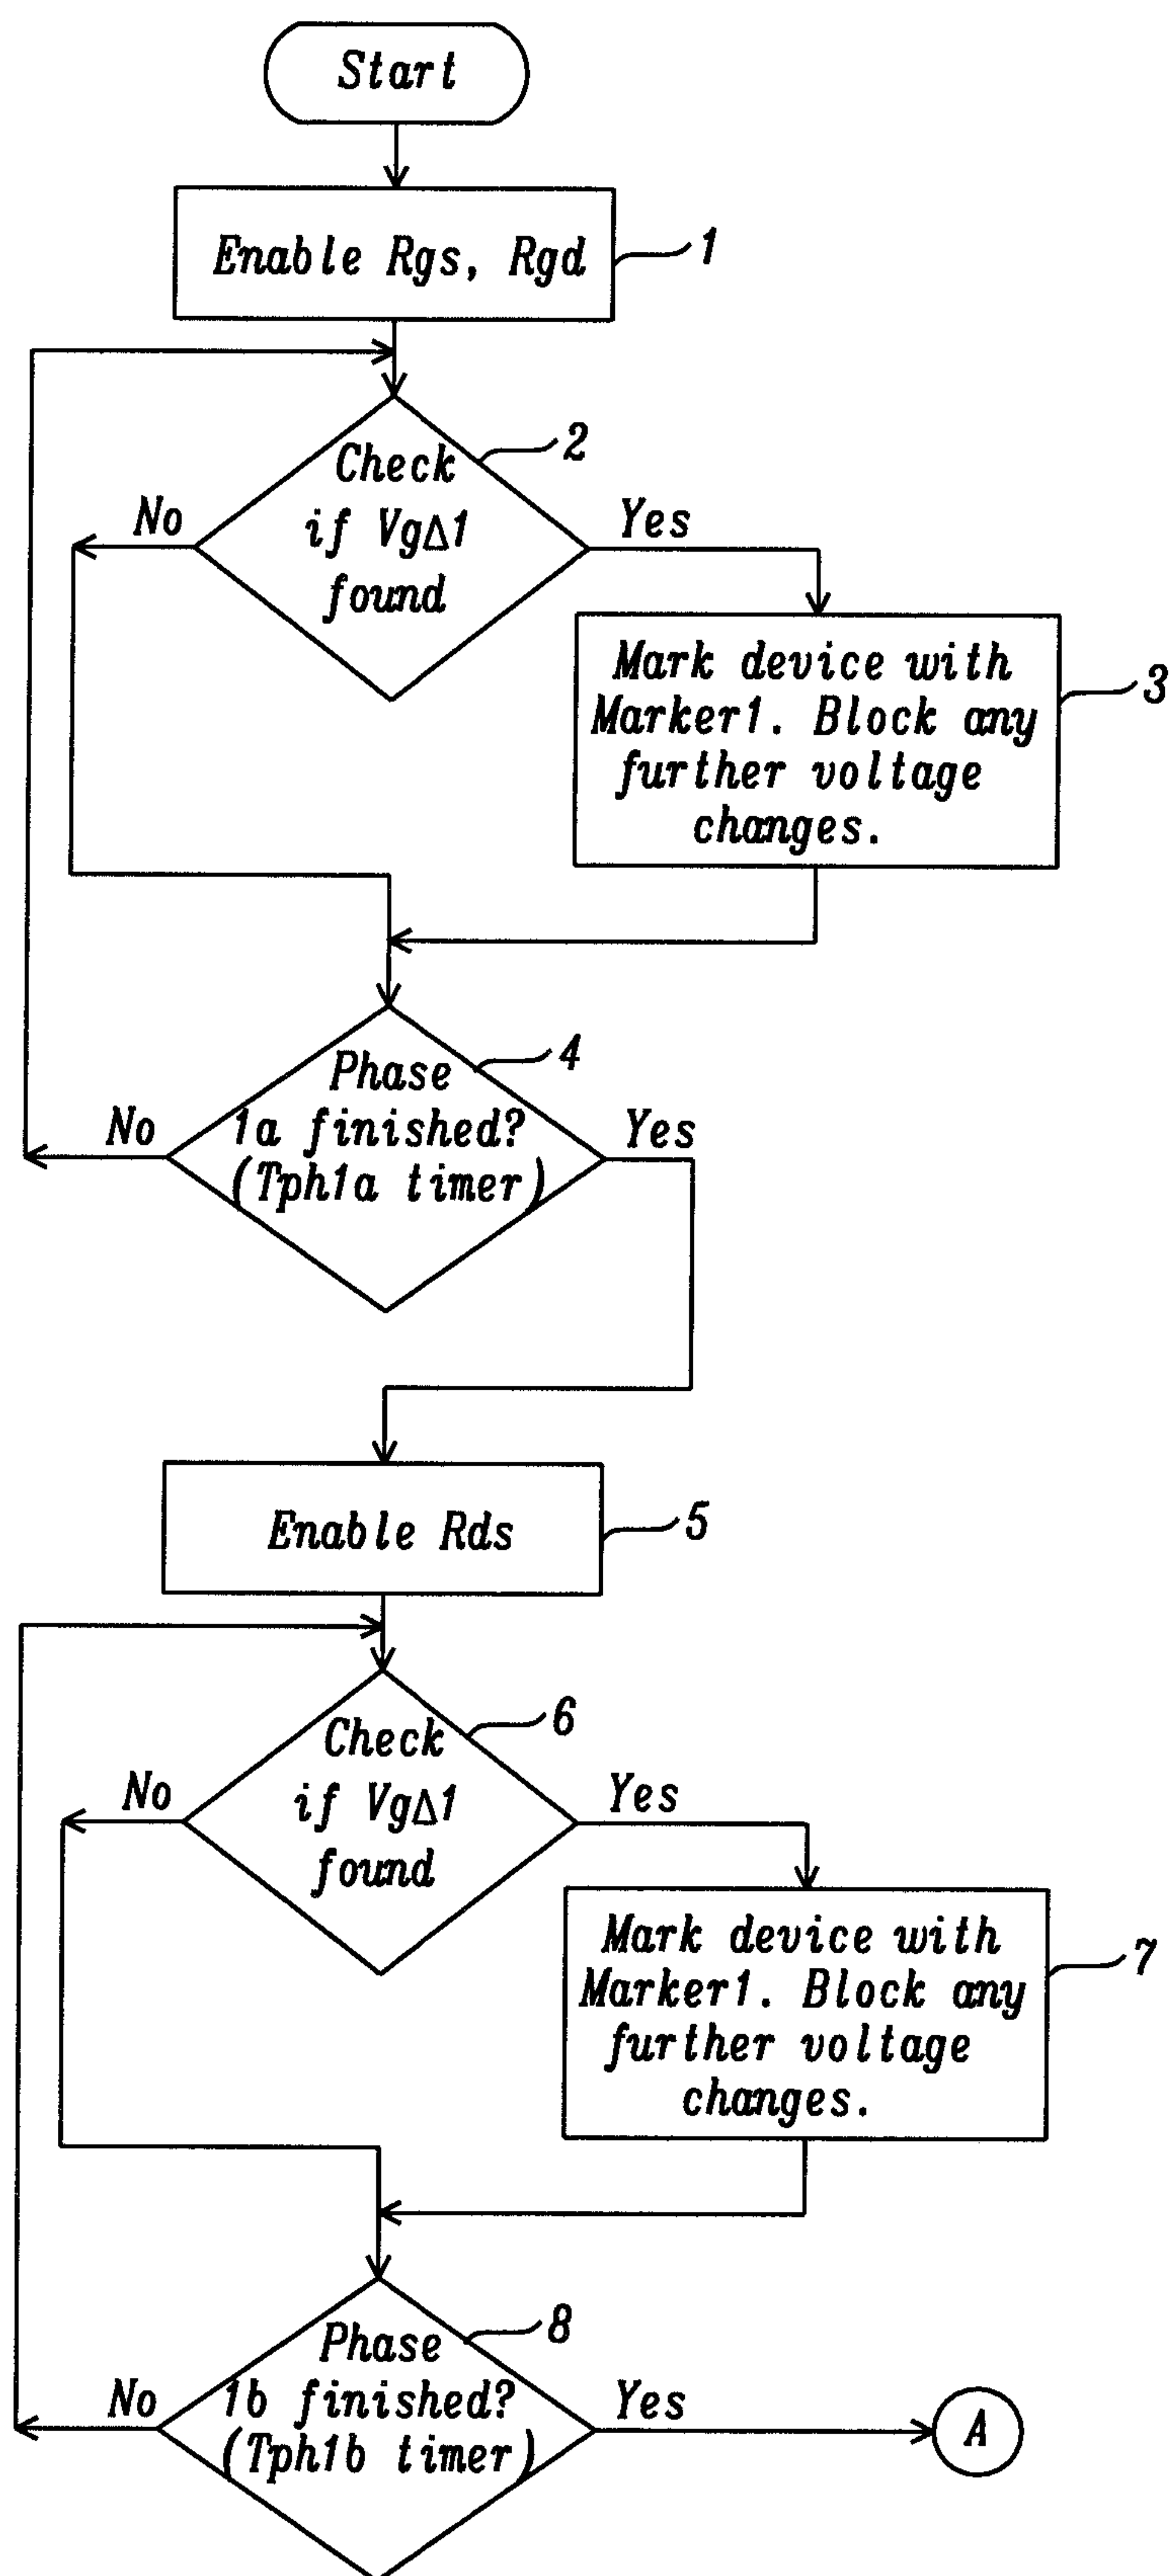 Start
Enable Rgs, Rgd
1
Check
if VgΔ1
found
2
No
Yes
Mark device with
Marker1. Block any
further voltage
changes.
3
Phase
1a finished?
(Tph1a timer)
4
No
Yes
Enable Rds
5
Check
if VgΔ1
found
6
No
Yes
Mark device with
Marker1. Block any
further voltage
changes.
7
Phase
1b finished?
(Tph1b timer)
8
No
Yes
A